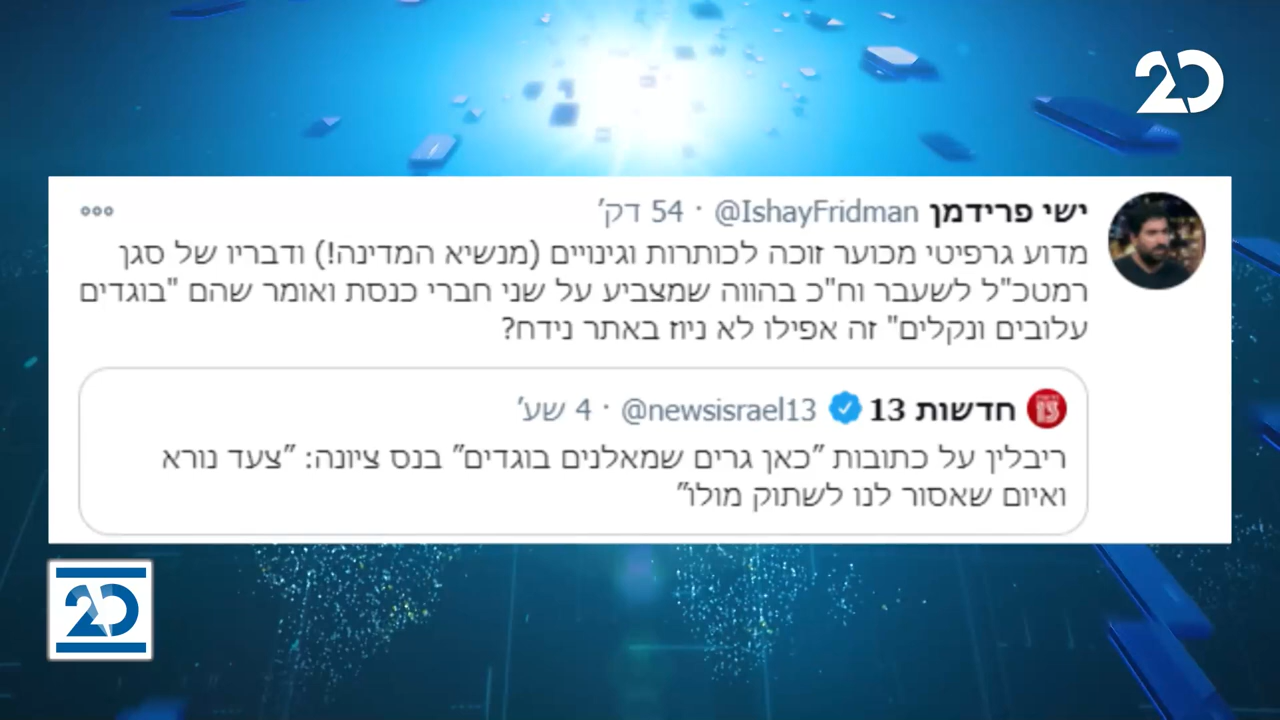 20
ישי פרידמן @IshayFridman · 54 דק׳
מדוע גרפיטי מכוער זוכה לכותרות וגינויים (מנשיא המדינה!) ודבריו של סגן
רמטכ"ל לשעבר וח"כ בהווה שמצביע על שני חברי כנסת ואומר שהם "בוגדים
עלובים ונקלים" זה אפילו לא ניוז באתר נידח?
חדשות 13 @newsisrael13 · 4 שע׳
ריבלין על כתובות ״כאן גרים שמאלנים בוגדים״ בנס ציונה: ״צעד נורא
ואיום שאסור לנו לשתוק מולו״
20